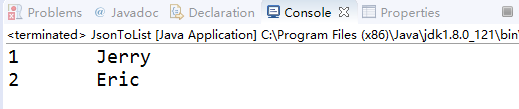 Problems @ Javadoc Declaration Console Properties
<terminated> JsonToList [Java Application] C:\Program Files (x86)\Java\jdk1.8.0_121\bin\
1 Jerry
2 Eric